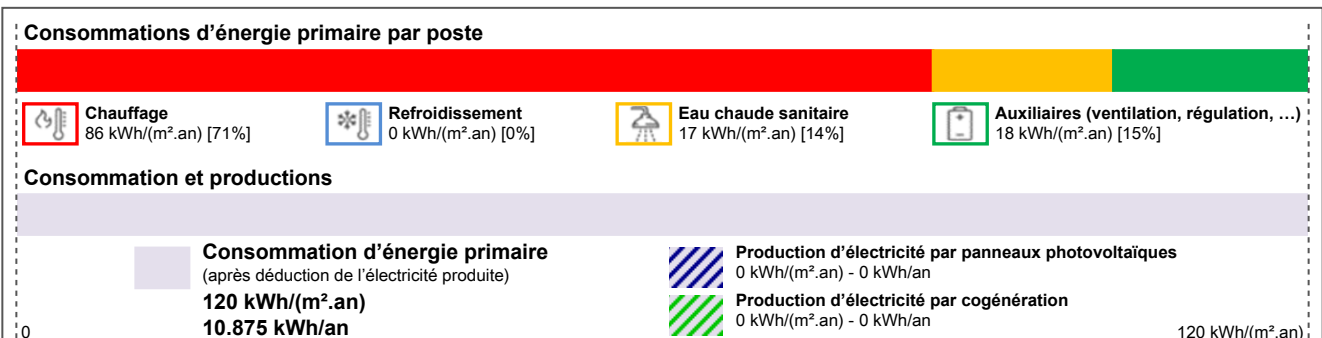 Consommations d’énergie primaire par poste
Chauffage
86 kWh/(m².an) [71%]
Refroidissement
0 kWh/(m².an) [0%]
Eau chaude sanitaire
17 kWh/(m².an) [14%]
Auxiliaires (ventilation, régulation, …)
18 kWh/(m².an) [15%]
Consommation et productions
Consommation d’énergie primaire
(après déduction de l’électricité produite)
120 kWh/(m².an)
10.875 kWh/an
Production d’électricité par panneaux photovoltaïques
0 kWh/(m².an) - 0 kWh/an
Production d’électricité par cogénération
0 kWh/(m².an) - 0 kWh/an
0
120 kWh/(m².an)